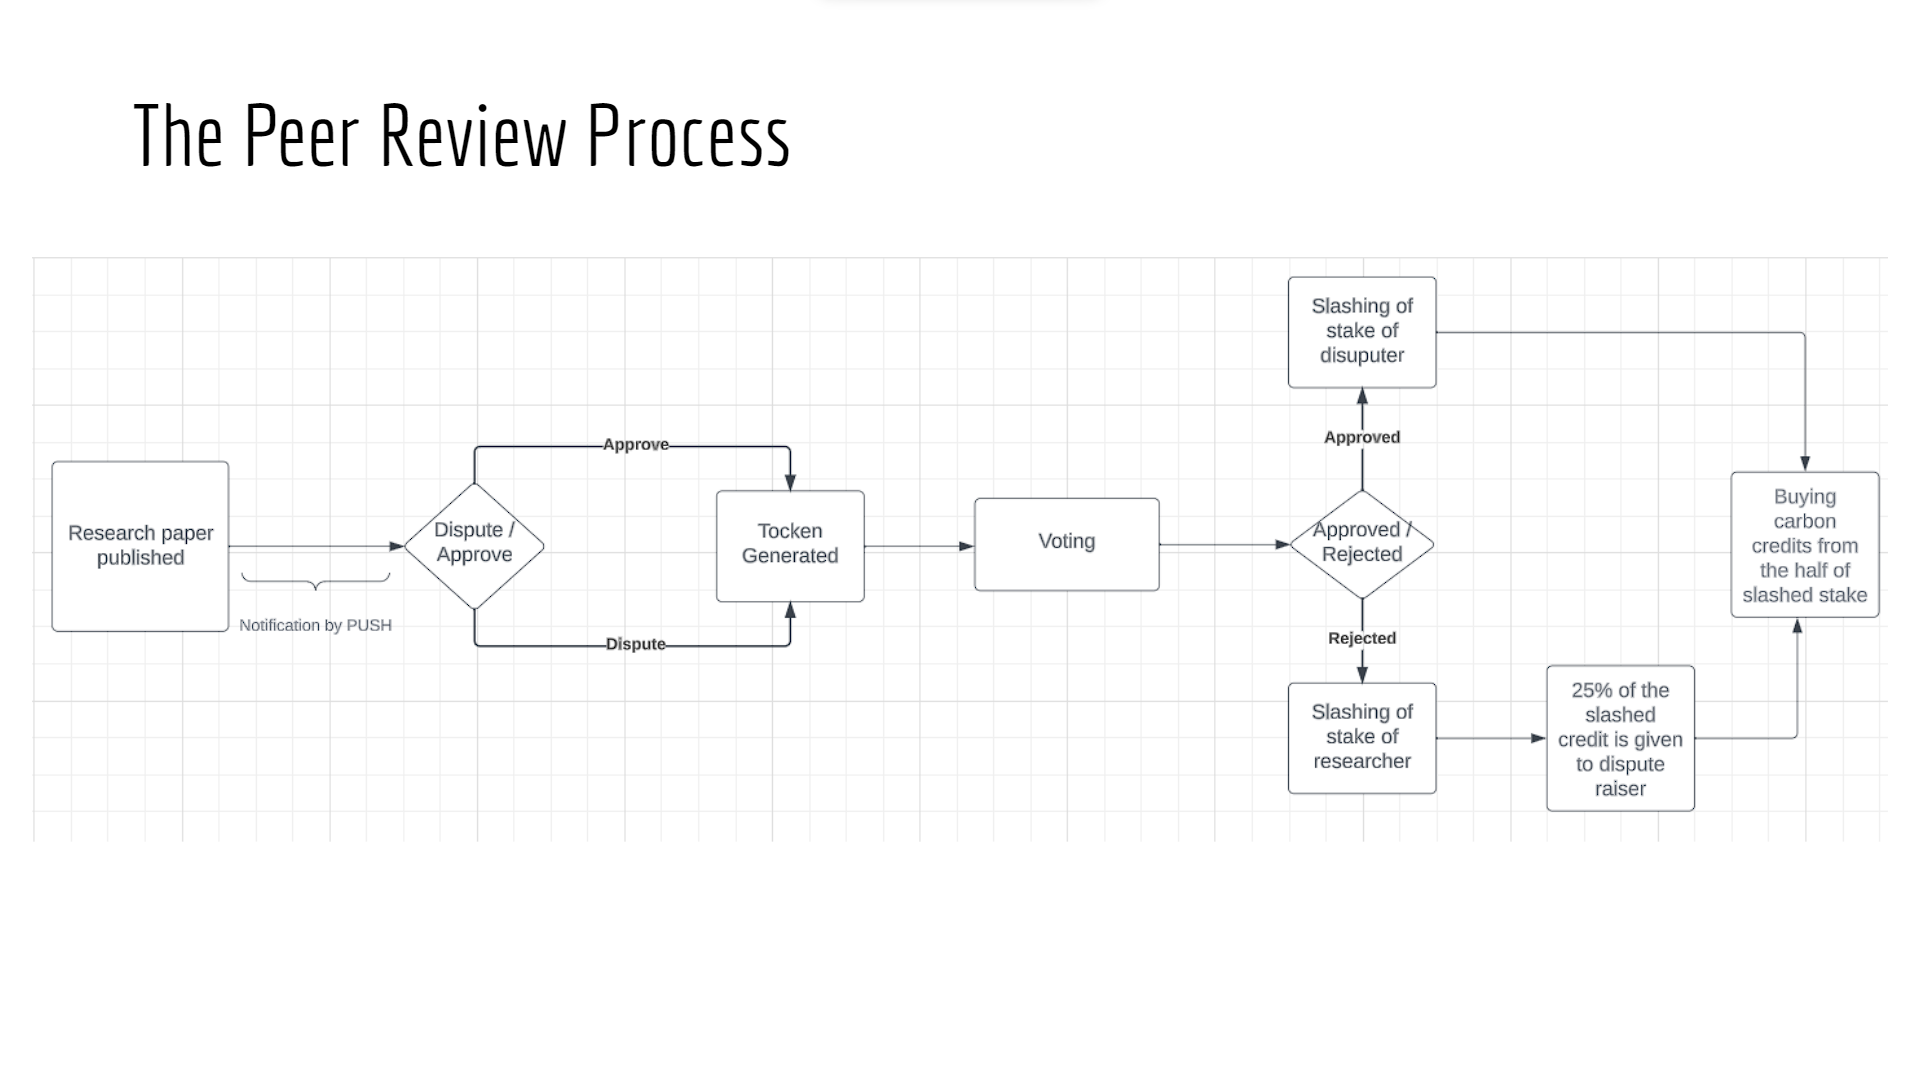 The Peer Review Process
Research paper
published
Notification by PUSH
Dispute /
Approve
Approve
Dispute
Tocken
Generated
Voting
Approved /
Rejected
Approved
Slashing of
stake of
disuputer
Rejected
Slashing of
stake of
researcher
25% of the
slashed
credit is given
to dispute
raiser
Buying
carbon
credits from
the half of
slashed stake